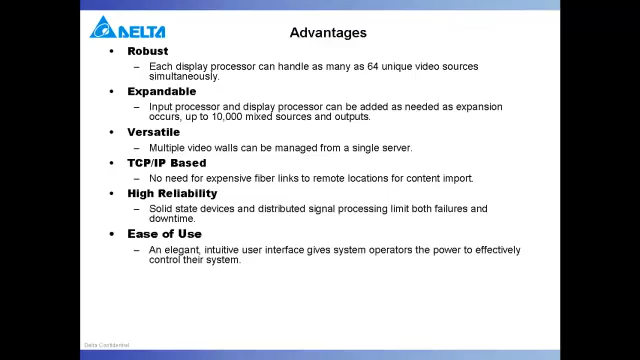 DELTA
Advantages
• Robust
– Each display processor can handle as many as 64 unique video sources
simultaneously.
• Expandable
– Input processor and display processor can be added as needed as expansion
occurs, up to 10,000 mixed sources and outputs.
• Versatile
– Multiple video walls can be managed from a single server.
• TCP/IP Based
– No need for expensive fiber links to remote locations for content import.
• High Reliability
– Solid state devices and distributed signal processing limit both failures and
downtime.
• Ease of Use
– An elegant, intuitive user interface gives system operators the power to effectively
control their system.
Delta Confidential